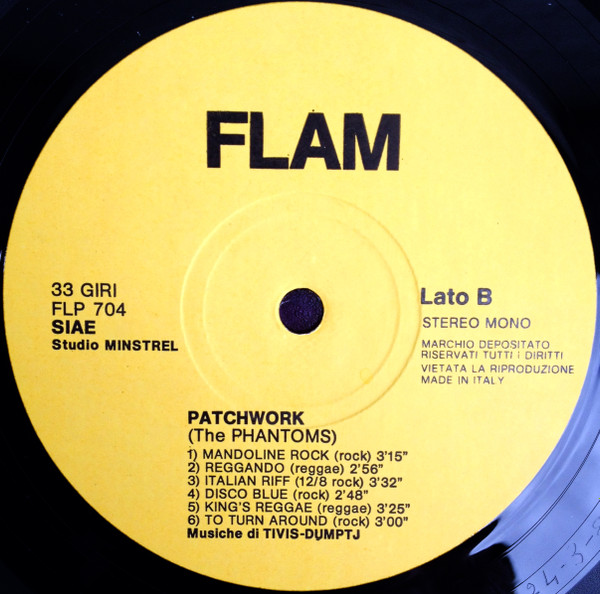 FLAM
33 GIRI
FLP 704
SIAE
Studio MINSTREL
Lato B
STEREO MONO
MARCHIO DEPOSITATO
RISERVATI TUTTI I DIRITTI
VIETATA LA RIPRODUZIONE
MADE IN ITALY
PATCHWORK
(The PHANTOMS)
1) MANDOLINE ROCK (rock) 3'15"
2) REGGANDO (reggae) 2'56"
3) ITALIAN RIFF (12/8 rock) 3'32"
4) DISCO BLUE (rock) 2'48"
5) KING'S REGGAE (reggae) 3'25"
6) TO TURN AROUND (rock) 3'00"
Musiche di TIVIS-DUMPTJ
24-3-8